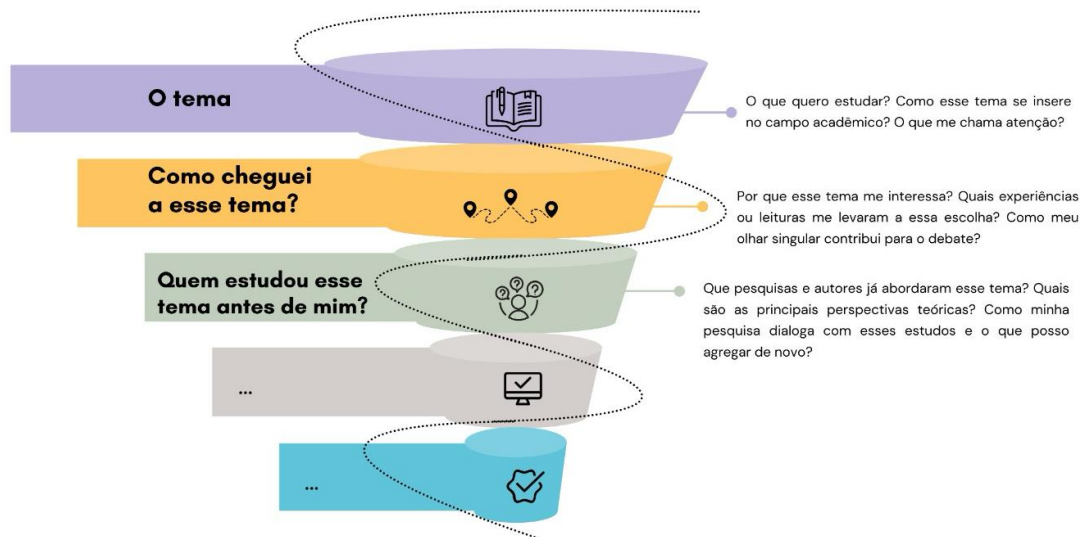 O tema
O que quero estudar? Como esse tema se insere
no campo acadêmico? O que me chama atenção?
Como cheguei
a esse tema?
Por que esse tema me interessa? Quais experiências
ou leituras me levaram a essa escolha? Como meu
olhar singular contribui para o debate?
Quem estudou esse
tema antes de mim?
Que pesquisas e autores já abordaram esse tema? Quais
são as principais perspectivas teóricas? Como minha
pesquisa dialoga com esses estudos e o que posso
agregar de novo?
...
...